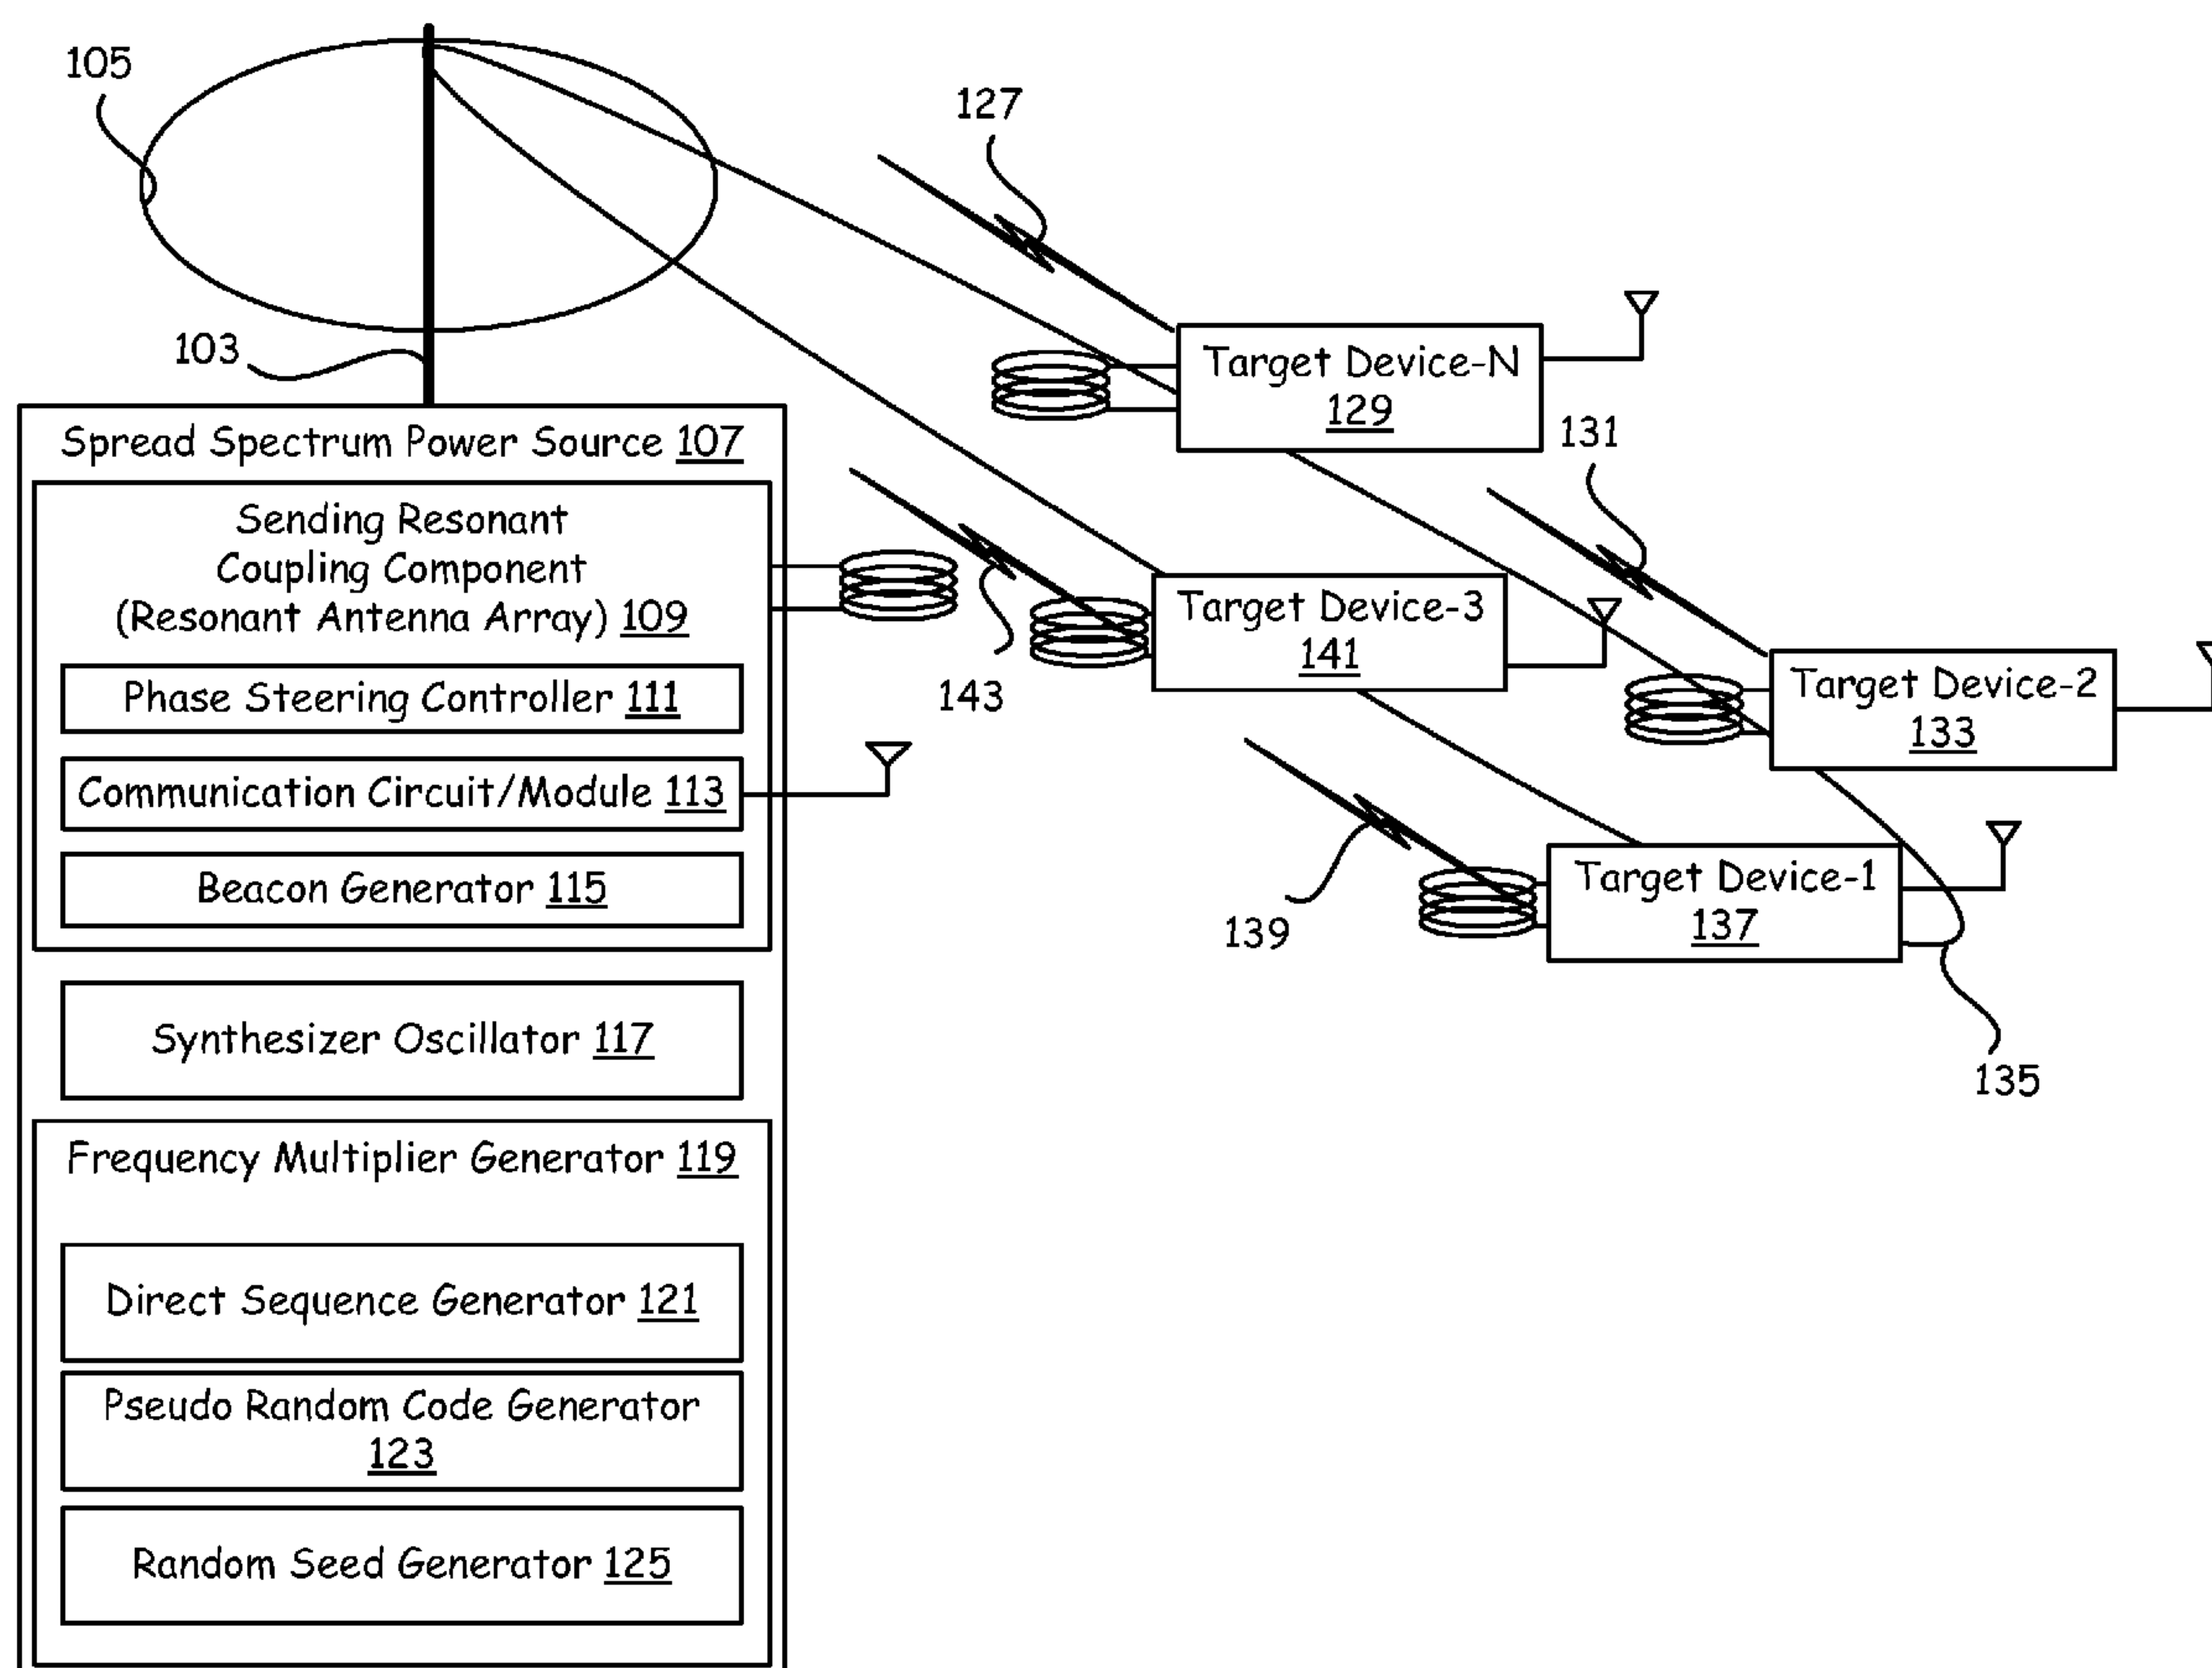 105
127
103
Target Device-N
129
131
Spread Spectrum Power Source 107
Sending Resonant
Coupling Component
(Resonant Antenna Array) 109
Phase Steering Controller 111
Communication Circuit/Module 113
Beacon Generator 115
143
Target Device-3
141
Target Device-2
133
139
Target Device-1
137
135
Synthesizer Oscillator 117
Frequency Multiplier Generator 119
Direct Sequence Generator 121
Pseudo Random Code Generator
123
Random Seed Generator 125